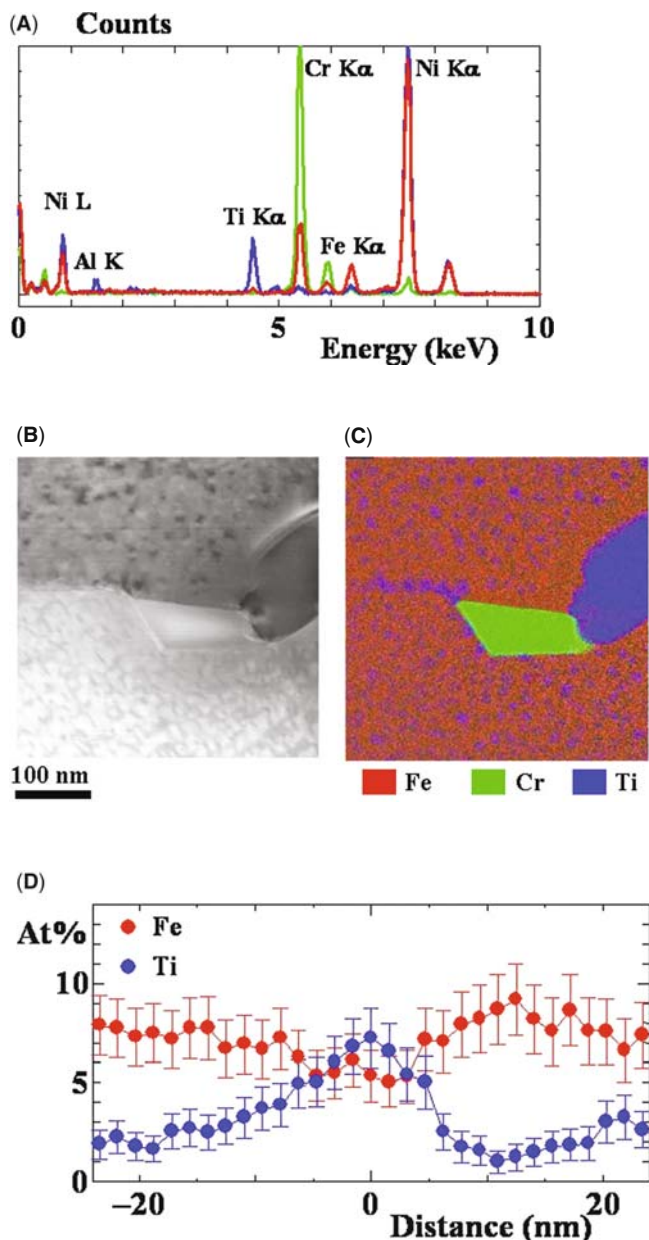 (A) Counts
Cr Kα Ni Kα
Ni L
Ti Kα
Fe Kα
Al K
0 5 10
Energy (keV)
(B) (C)
100 nm
Fe Cr Ti
(D)
At%
Fe
Ti
10
5
0
−20 0 20
Distance (nm)